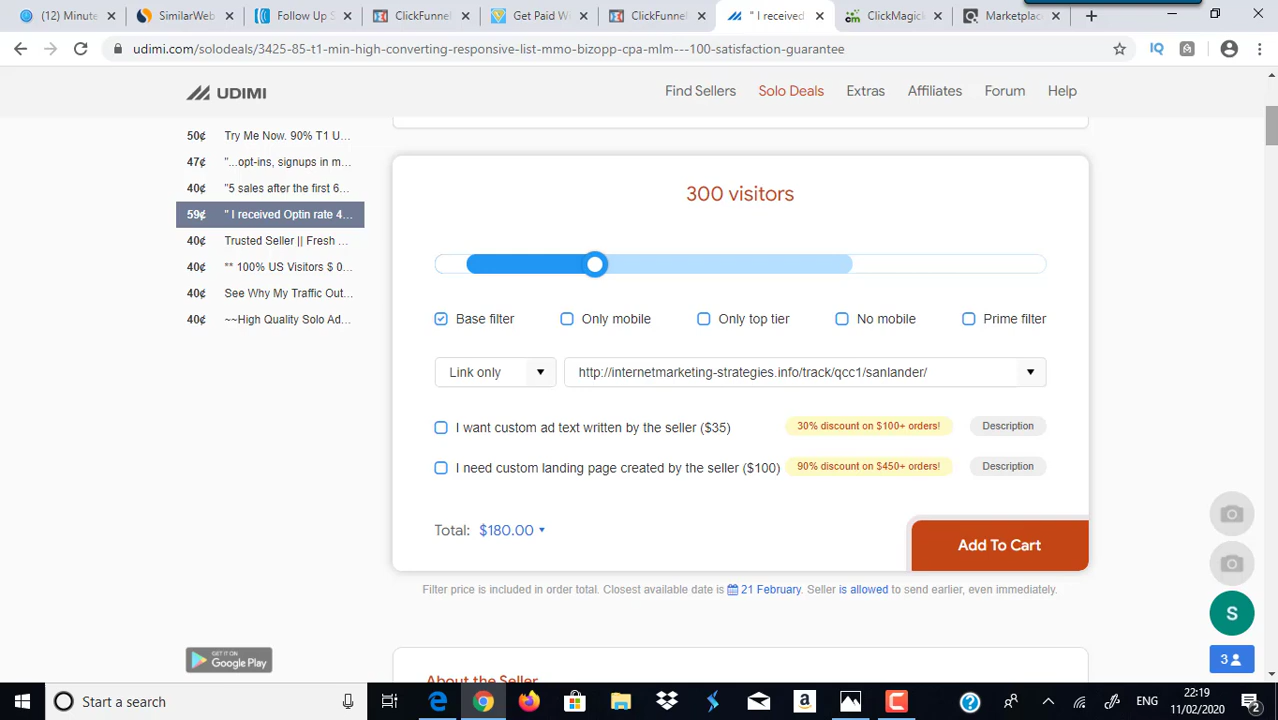 (12) Minute
SimilarWeb
Follow Up S
ClickFunnel
Get Paid Wi
ClickFunne
" I received
ClickMagick
Marketplace
udimi.com/solodeals/3425-85-t1-min-high-converting-responsive-list-mmo-bizopp-cpa-mlm---100-satisfaction-guarantee
IQ
UDIMI
Find Sellers
Solo Deals
Extras
Affiliates
Forum
Help
50¢ Try Me Now. 90% T1 U...
47¢ "...opt-ins, signups in m...
40¢ "5 sales after the first 6...
59¢ " I received Optin rate 4...
40¢ Trusted Seller || Fresh ...
40¢ ** 100% US Visitors $ 0...
40¢ See Why My Traffic Out...
40¢ ~~High Quality Solo Ad...
300 visitors
Base filter
Only mobile
Only top tier
No mobile
Prime filter
Link only
http://internetmarketing-strategies.info/track/qcc1/sanlander/
I want custom ad text written by the seller ($35)
30% discount on $100+ orders!
Description
I need custom landing page created by the seller ($100)
90% discount on $450+ orders!
Description
Total: $180.00
Add To Cart
Filter price is included in order total. Closest available date is 21 February. Seller is allowed to send earlier, even immediately.
S
3
GET IT ON
Google Play
About the Seller
Start a search
ENG
22:19
11/02/2020
2